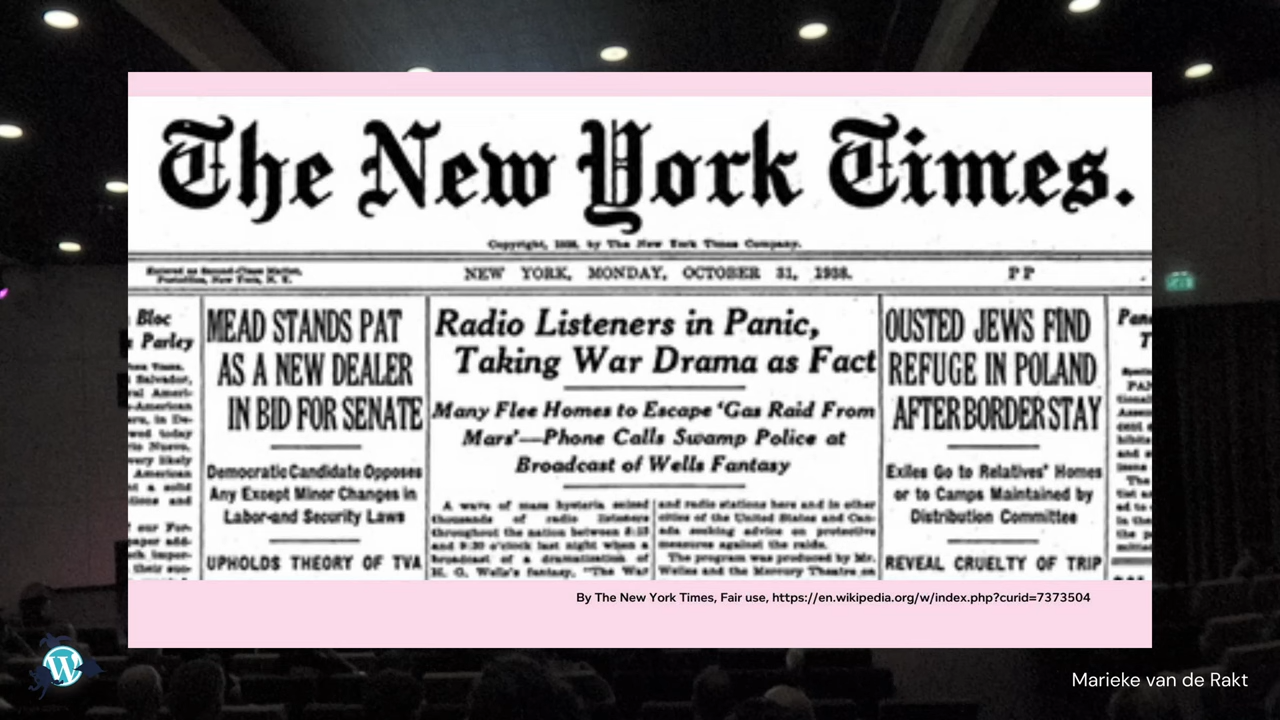 The New York Times.
Copyright, 1938, by The New York Times Company.
Entered as Second-Class Matter,
Postoffice, New York, N. Y.
NEW YORK, MONDAY, OCTOBER 31, 1938.
PP
Bloc
Parley
MEAD STANDS PAT
AS A NEW DEALER
IN BID FOR SENATE
Democratic Candidate Opposes
Any Except Minor Changes in
Labor and Security Laws
UPHOLDS THEORY OF TVA
Radio Listeners in Panic,
Taking War Drama as Fact
Many Flee Homes to Escape 'Gas Raid From
Mars'—Phone Calls Swamp Police at
Broadcast of Wells Fantasy
A wave of mass hysteria seized
thousands of radio listeners
throughout the nation between 8:15
and 9:30 o'clock last night when a
broadcast of a dramatization of
H. G. Wells's fantasy, "The War
and radio stations here and in other
cities of the United States and Can-
ada seeking advice on protective
measures against the raids.
The program was produced by Mr.
Welles and the Mercury Theatre on
OUSTED JEWS FIND
REFUGE IN POLAND
AFTER BORDER STAY
Exiles Go to Relatives' Homes
or to Camps Maintained by
Distribution Committee
REVEAL CRUELTY OF TRIP
By The New York Times, Fair use, https://en.wikipedia.org/w/index.php?curid=7373504
W
Marieke van de Rakt